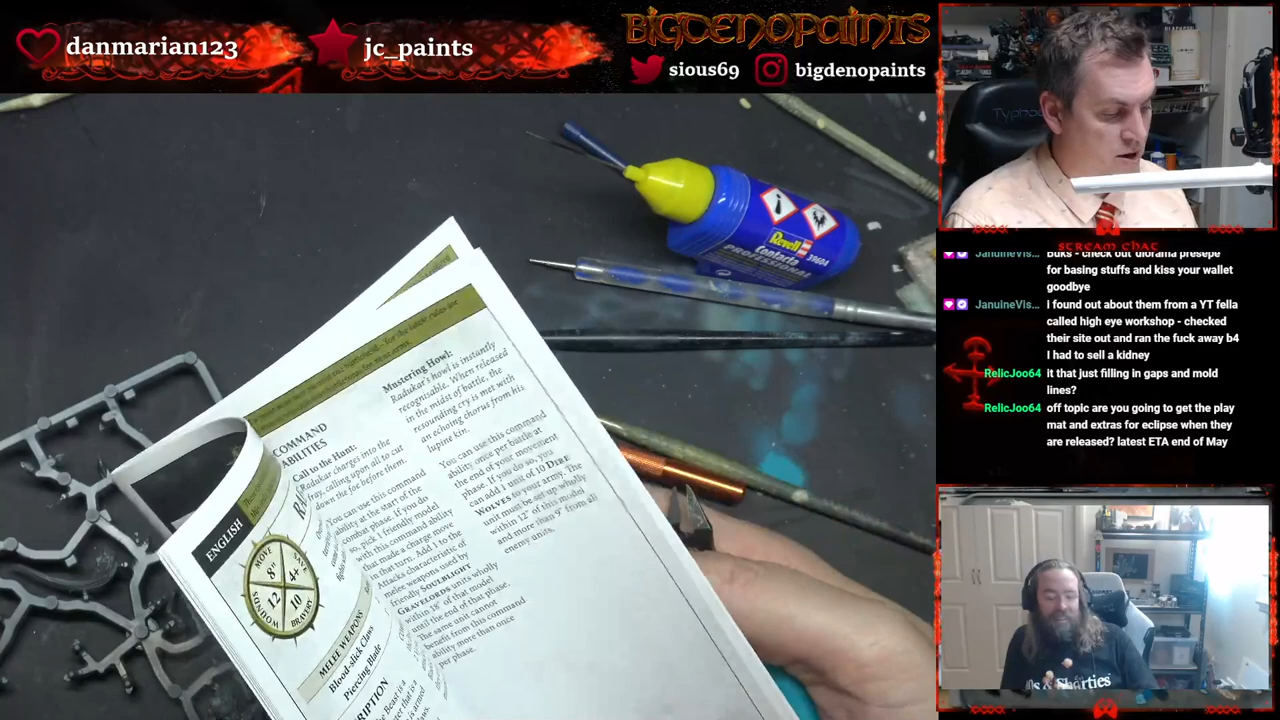 danmarian123
jc_paints
BIGDENOPAINTS
sious69
bigdenopaints
Typhoo
STREAM CHAT
Buks - check out diorama presepe
for basing stuffs and kiss your wallet
goodbye
JanuineVis... I found out about them from a YT fella
called high eye workshop - checked
their site out and ran the fuck away b4
I had to sell a kidney
RelicJoo64 It that just filling in gaps and mold
lines?
RelicJoo64 off topic are you going to get the play
mat and extras for eclipse when they
are released? latest ETA end of May
Revell
Contacta
PROFESSIONAL
39604
ENGLISH
MOVE
8"
SAVE
4+
WOUNDS
12
BRAVERY
10
MELEE WEAPONS
Blood-slick Claws
Piercing Blade
COMMAND
ABILITIES
Call to the Hunt:
Radukar charges into the
fray, calling upon all to cut
down the foe before them.
You can use this command
ability at the start of the
combat phase. If you do
so, pick 1 friendly model
with this command ability
that made a charge move
in that turn. Add 1 to the
Attacks characteristic of
melee weapons used by
friendly SOULBLIGHT
GRAVELORDS units wholly
within 18" of that model
until the end of this phase.
The same unit cannot
benefit from this command
ability more than once
per phase.
Mustering Howl:
Radukar's howl is instantly
recognisable. When released
in the midst of battle, the
resounding cry is met with
an echoing chorus from his
lupine kin.
You can use this command
ability once per battle at
the end of your movement
phase. If you do so, you
can add 1 unit of 10 DIRE
WOLVES to your army. The
unit must be set up wholly
within 12" of this model
and more than 9" from all
enemy units.